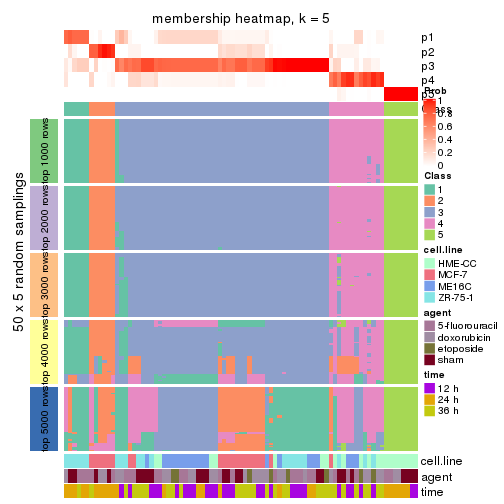 membership heatmap, k = 5
p1
p2
p3
p4
p5
Class
Prob
1
0.8
0.6
0.4
0.2
0
Class
1
2
3
4
5
cell.line
HME-CC
MCF-7
ME16C
ZR-75-1
agent
5-fluorouracil
doxorubicin
etoposide
sham
time
12 h
24 h
36 h
50 x 5 random samplings
top 1000 rows
top 2000 rows
top 3000 rows
top 4000 rows
top 5000 rows
cell.line
agent
time